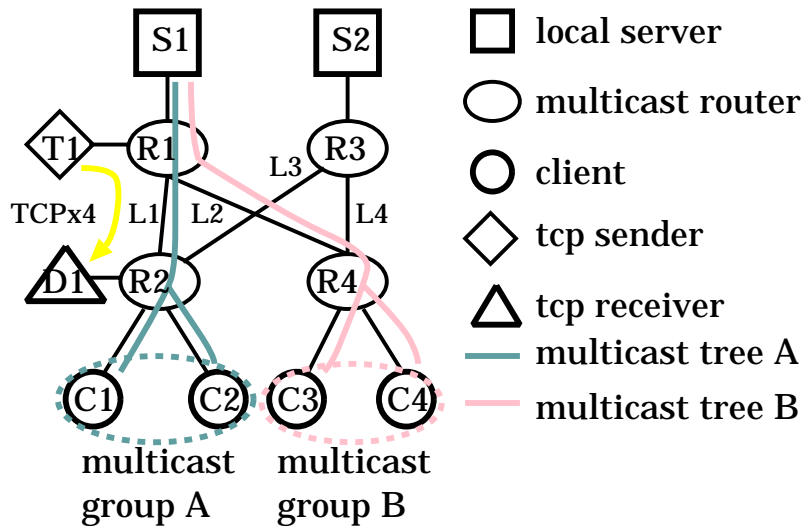 S1
S2
local server
multicast router
T1
R1
R3
L3
client
TCPx4
L1
L2
L4
tcp sender
D1
R2
R4
tcp receiver
multicast tree A
C1
C2
C3
C4
multicast tree B
multicast
group A
multicast
group B